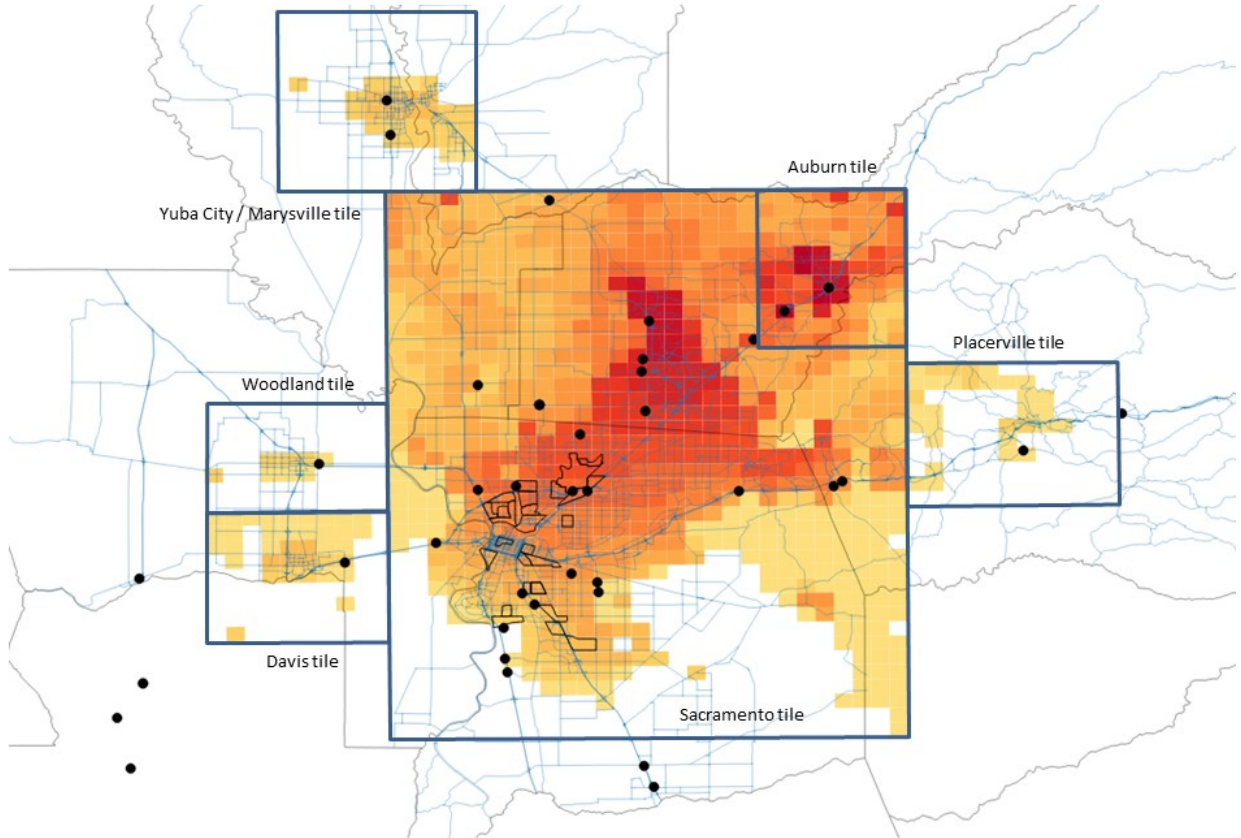 Auburn tile
Yuba City / Marysville tile
Placerville tile
Woodland tile
Davis tile
Sacramento tile